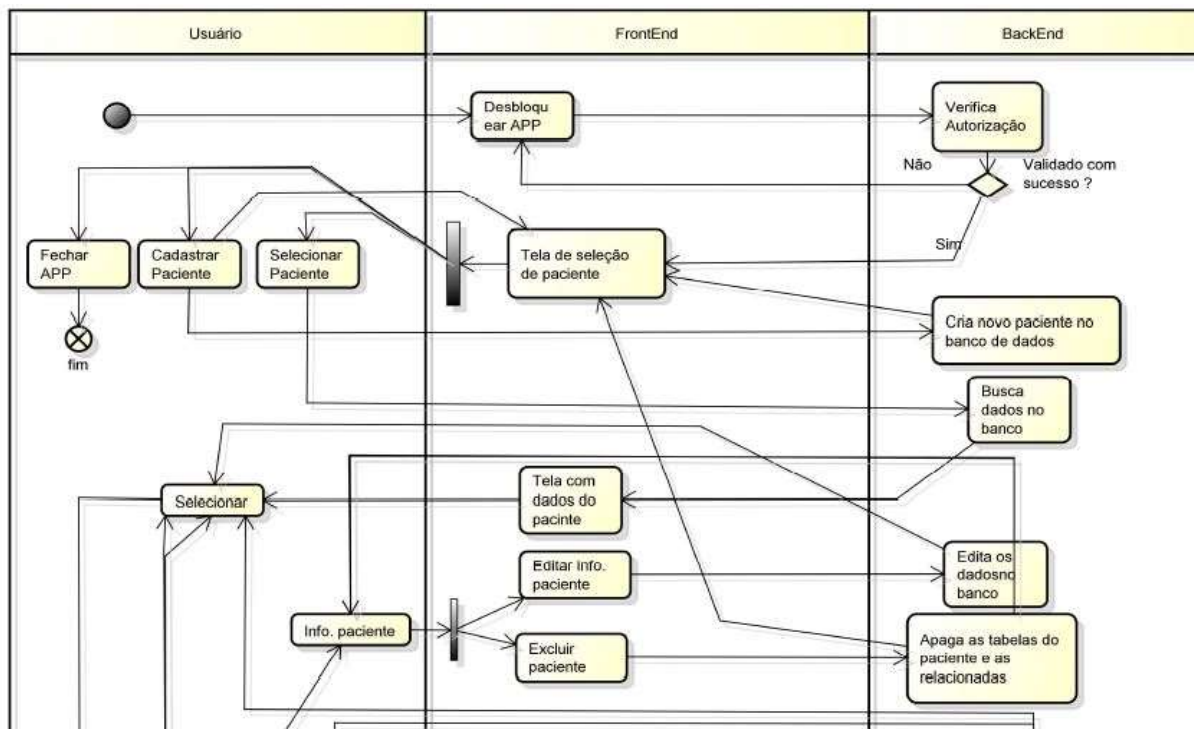 Usuário
FrontEnd
BackEnd
Desbloqu
ear APP
Verifica
Autorização
Não
Validado com
sucesso ?
Sim
Fechar
APP
Cadastrar
Paciente
Selecionar
Paciente
Tela de seleção
de paciente
fim
Cria novo paciente no
banco de dados
Busca
dados no
banco
Selecionar
Tela com
dados do
pacinte
Editar info.
paciente
Edita os
dadosno
banco
Info. paciente
Excluir
paciente
Apaga as tabelas do
paciente e as
relacionadas